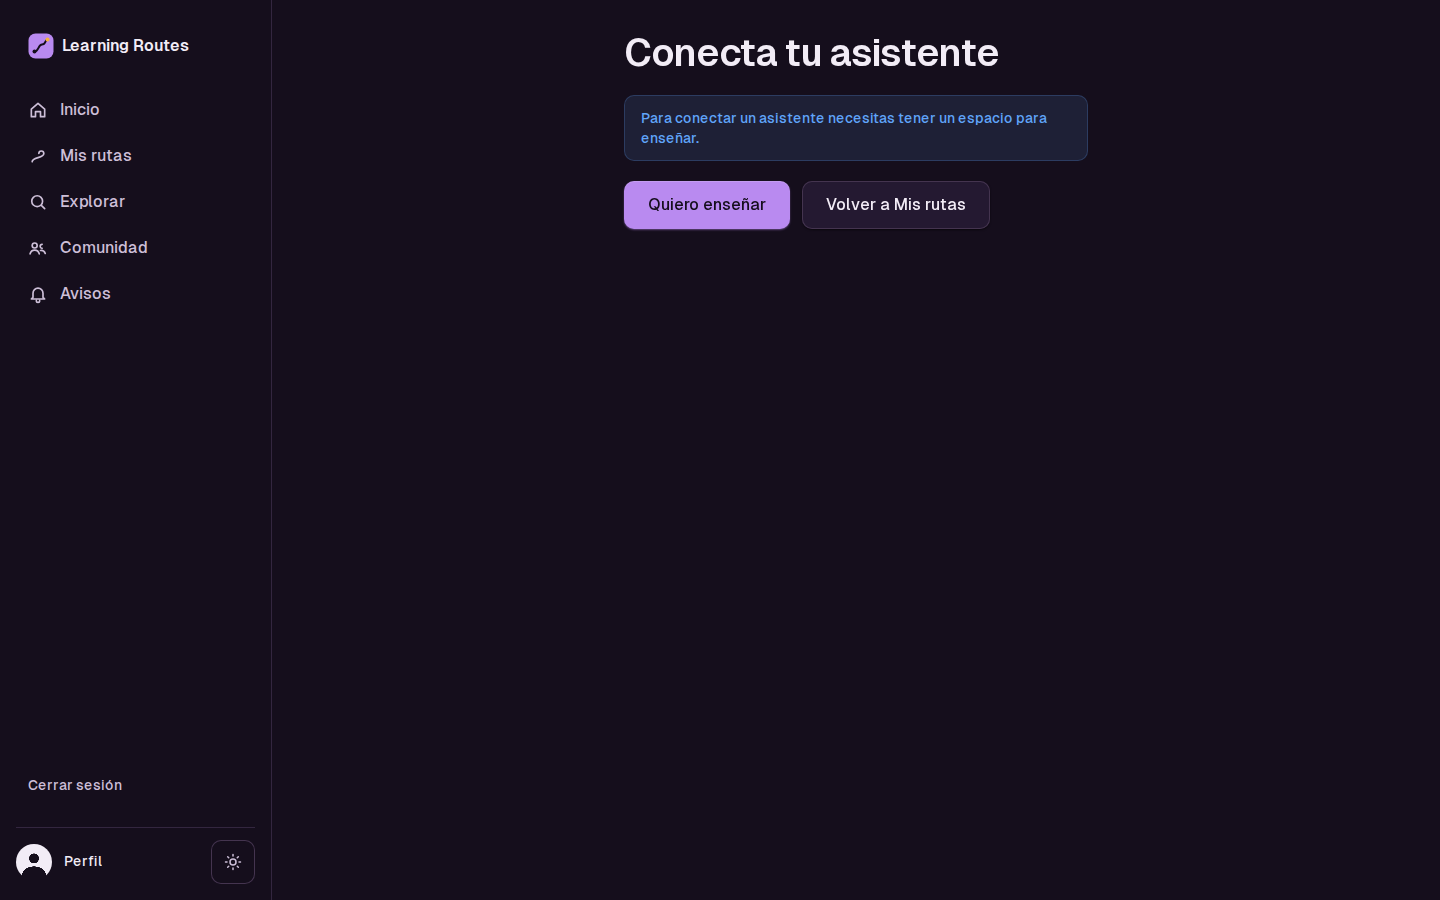 Learning Routes
Inicio
Mis rutas
Explorar
Comunidad
Avisos
Cerrar sesión
Perfil
Conecta tu asistente
Para conectar un asistente necesitas tener un espacio para
enseñar.
Quiero enseñar
Volver a Mis rutas